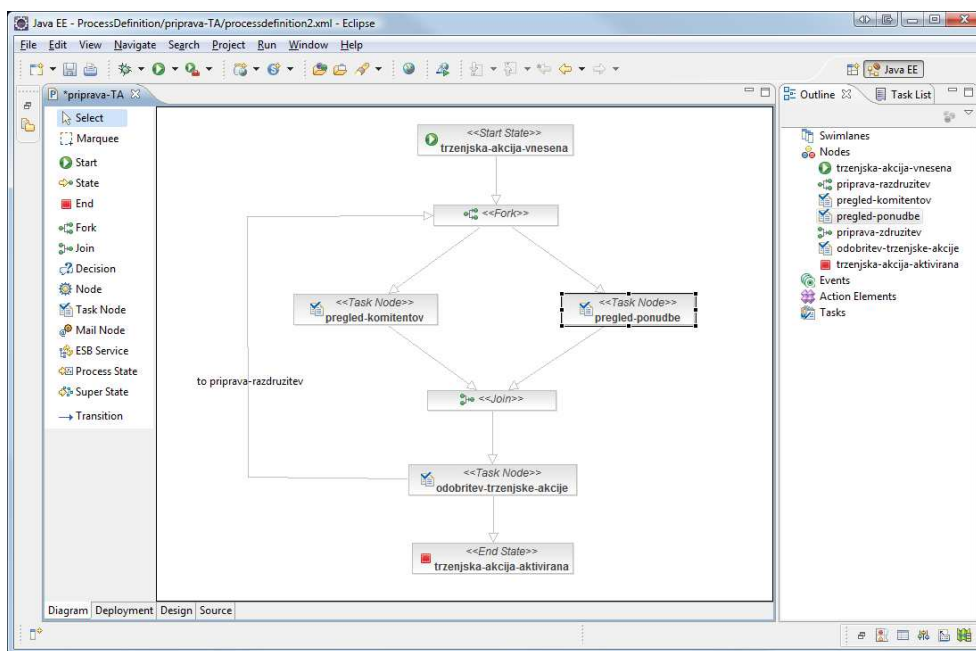 Java EE - ProcessDefinition/priprava-TA/processdefinition2.xml - Eclipse
File Edit View Navigate Search Project Run Window Help
Java EE
*priprava-TA
Select
Marquee
Start
State
End
Fork
Join
Decision
Node
Task Node
Mail Node
ESB Service
Process State
Super State
Transition
<<Start State>>
trzenjska-akcija-vnesena
<<Fork>>
<<Task Node>>
pregled-komitentov
<<Task Node>>
pregled-ponudbe
to priprava-razdruzitev
<<Join>>
<<Task Node>>
odobritev-trzenjske-akcije
<<End State>>
trzenjska-akcija-aktivirana
Diagram Deployment Design Source
Outline Task List
Swimlanes
Nodes
trzenjska-akcija-vnesena
priprava-razdruzitev
pregled-komitentov
pregled-ponudbe
priprava-zdruzitev
odobritev-trzenjske-akcije
trzenjska-akcija-aktivirana
Events
Action Elements
Tasks